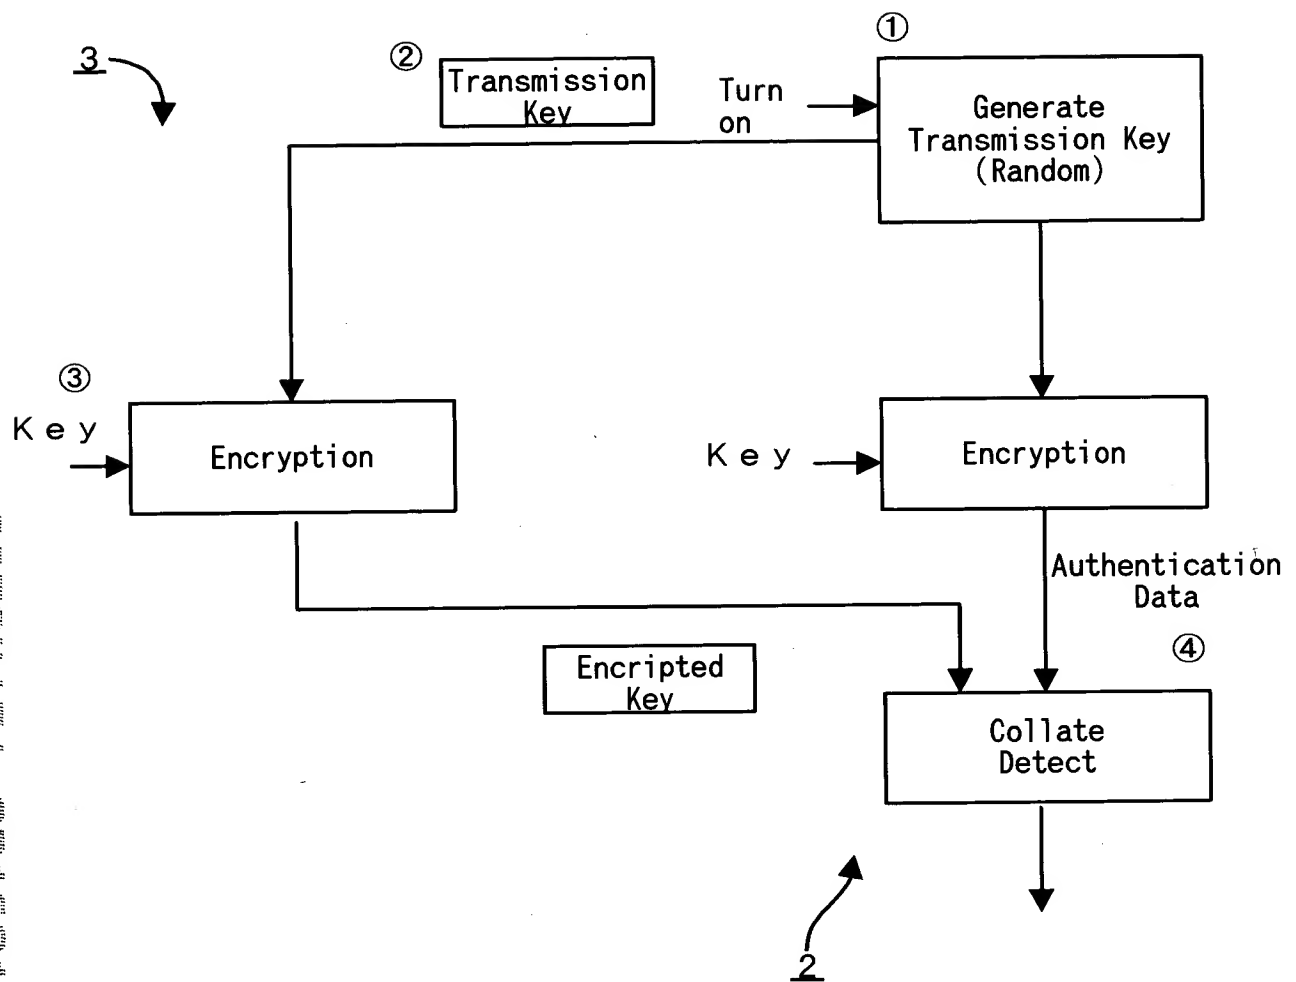 ①
3
②
Transmission
Key
Turn
on
Generate
Transmission Key
(Random)
③
Key
Encryption
Key
Encryption
Authentication
Data
④
Encripted
Key
Collate
Detect
2